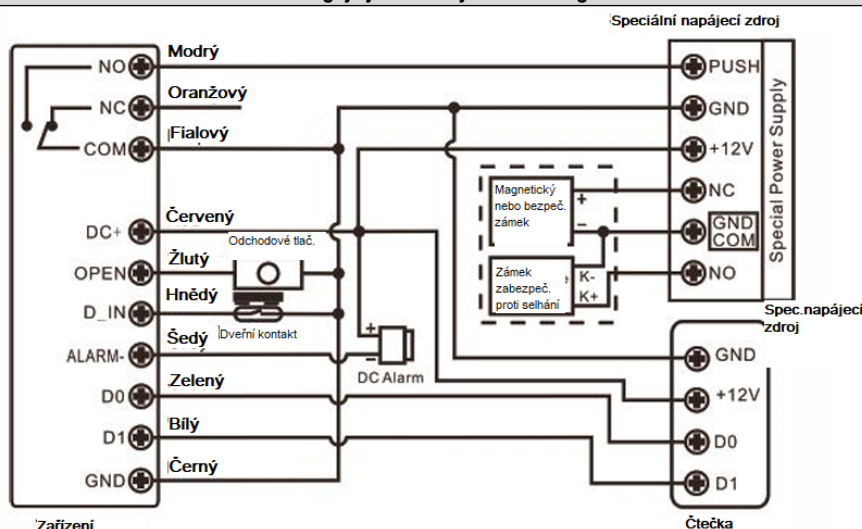 Speciální napájecí zdroj
NO
Modrý
PUSH
NC
Oranžový
GND
COM
Fialový
+12V
Magnetický
nebo bezpeč.
zámek
+
−
NC
GND
COM
DC+
Červený
Odchodové tlač.
OPEN
Žlutý
Zámek
zabezpeč.
proti selhání
K-
K+
NO
Special Power Supply
D_IN
Hnědý
Dveřní kontakt
Spec.napájecí
zdroj
ALARM-
Šedý
+
−
DC Alarm
GND
D0
Zelený
+12V
D1
Bílý
D0
GND
Černý
D1
Zařízení
Čtečka